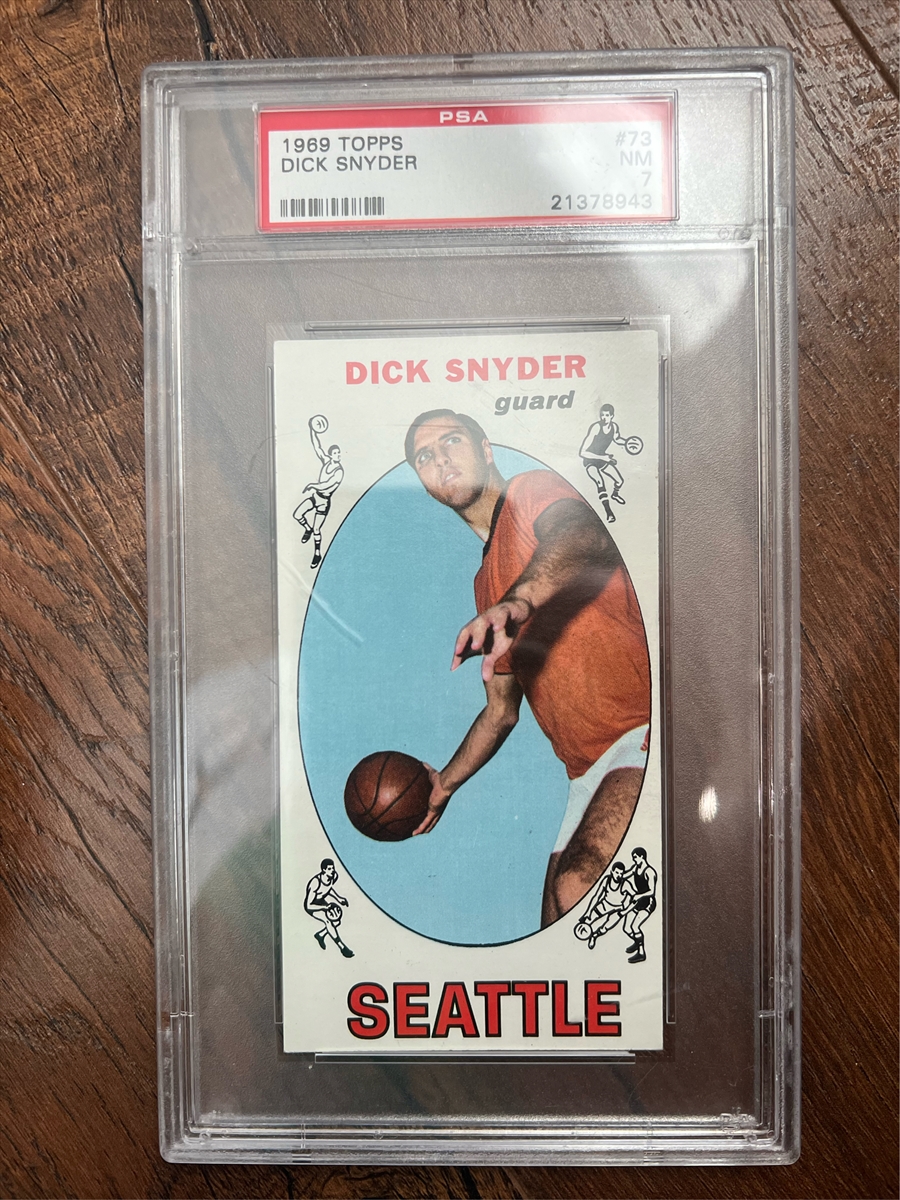 PSA
1969 TOPPS #73
DICK SNYDER NM
7
21378943
DICK SNYDER
guard
SEATTLE